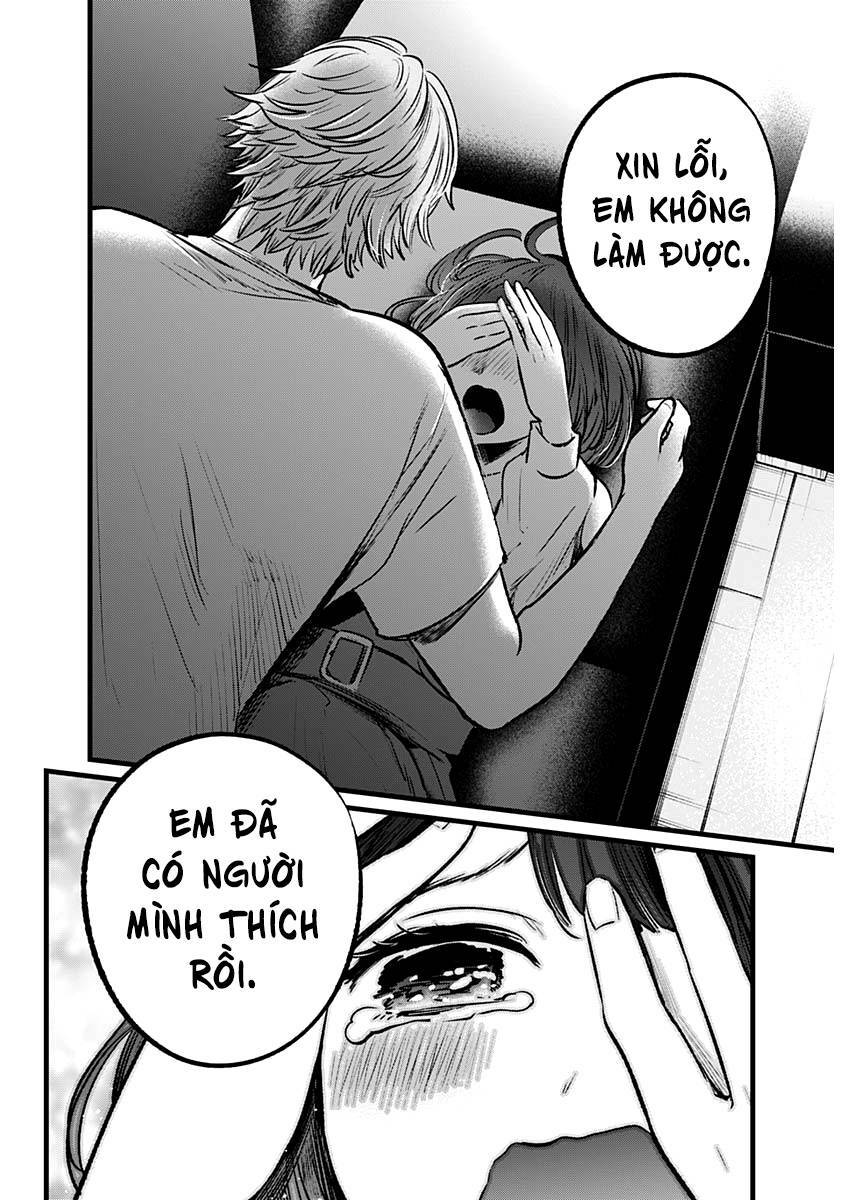 XIN LỖI,
EM KHÔNG
LÀM ĐƯỢC.
EM ĐÃ
CÓ NGƯỜI
MÌNH THÍCH
RỒI.